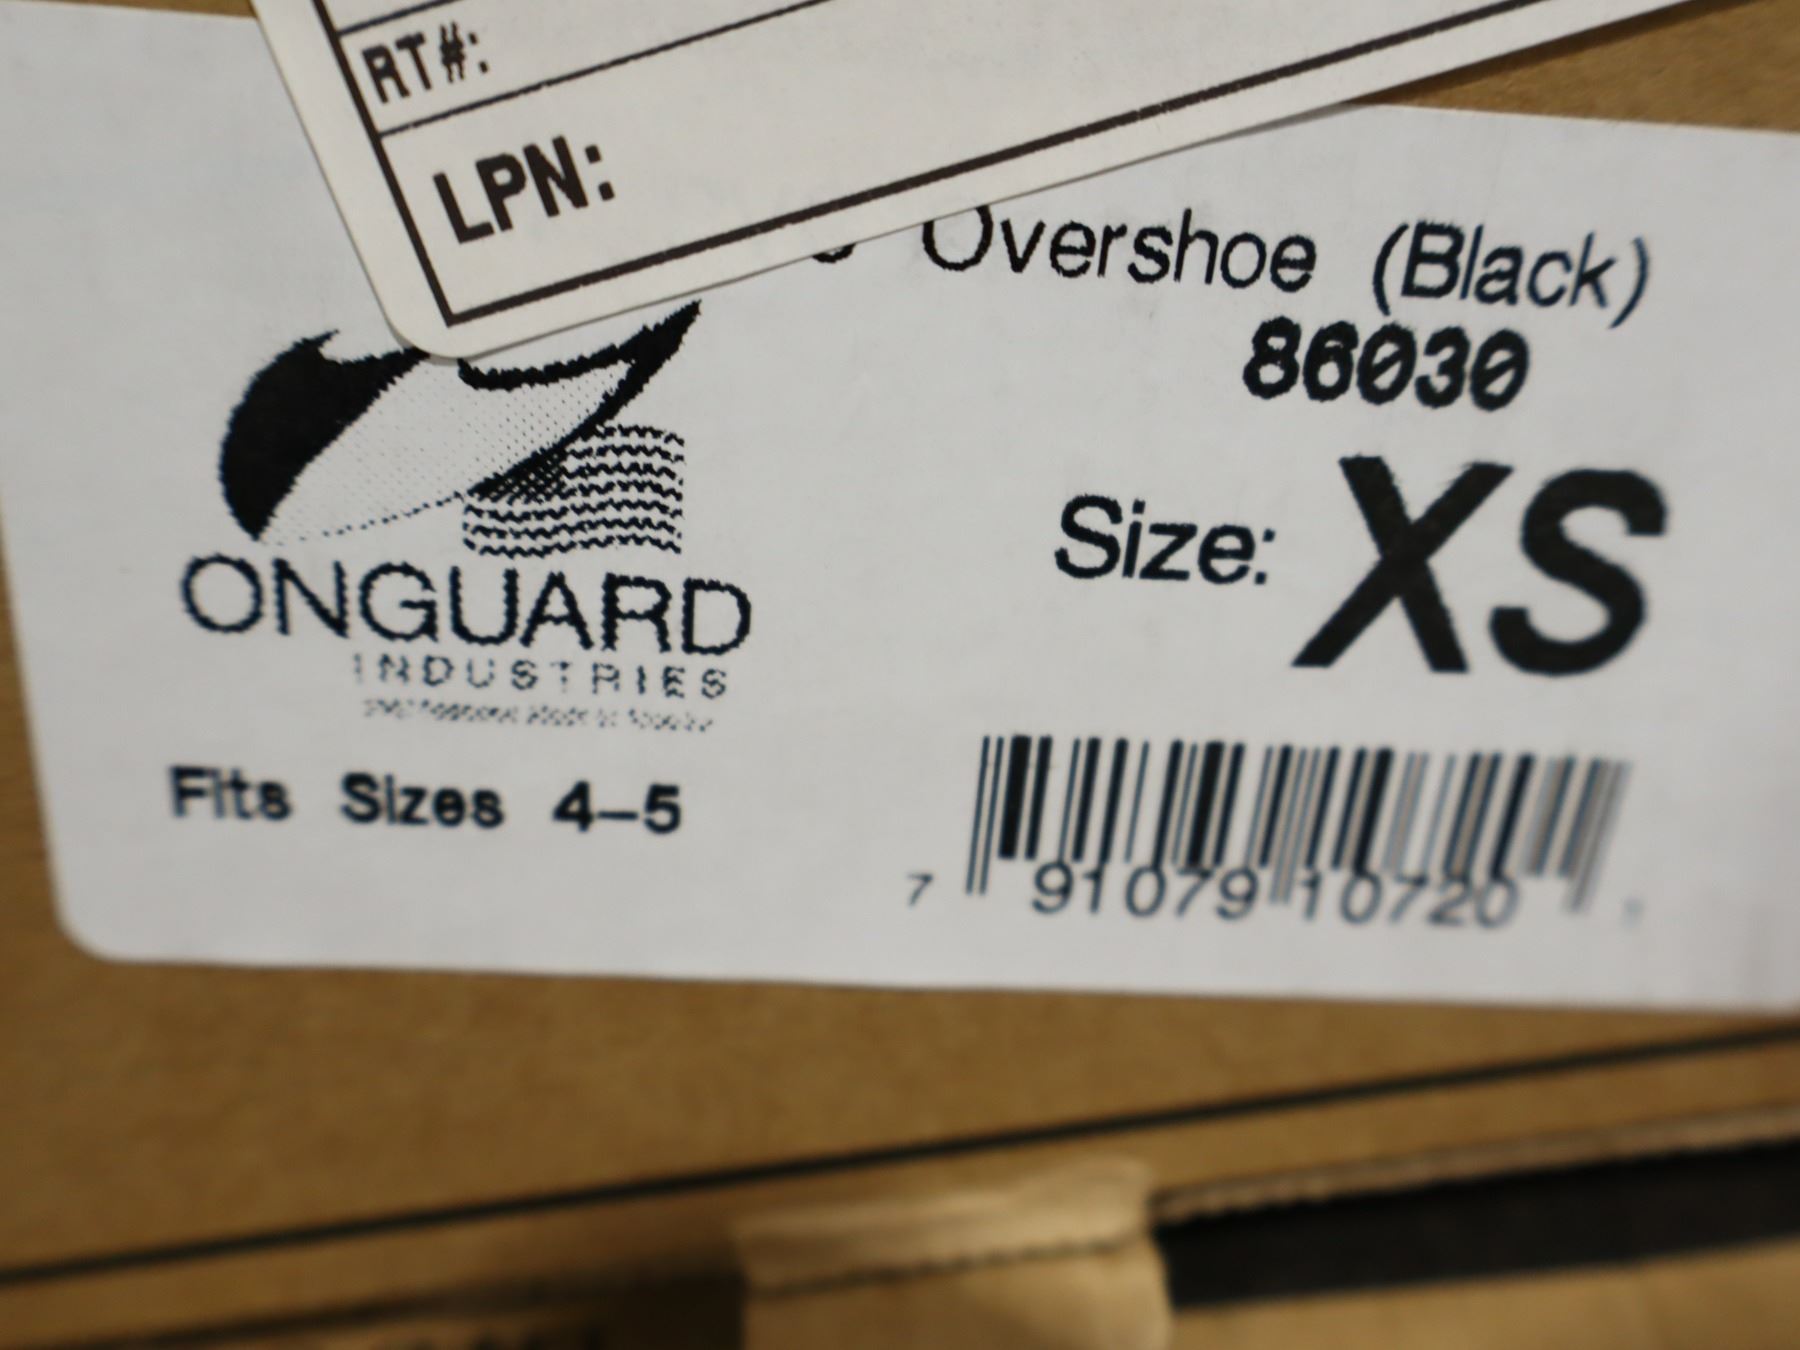 RT#:
LPN:
Overshoe (Black)
86030
Size: XS
ONGUARD
INDUSTRIES
Fits Sizes 4-5
7 91079 10720